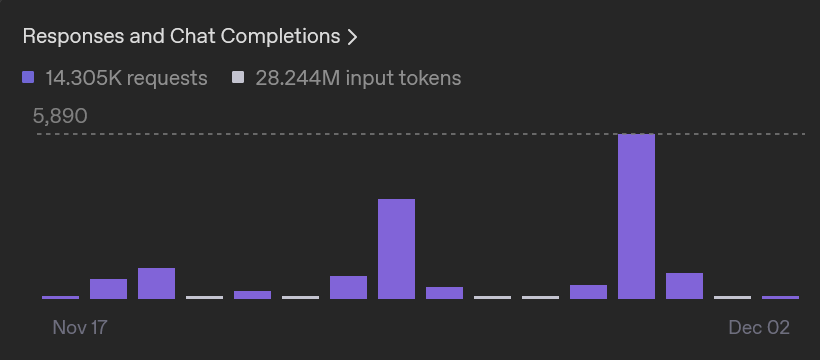 Responses and Chat Completions >
14.305K requests 28.244M input tokens
5,890
Nov 17 Dec 02